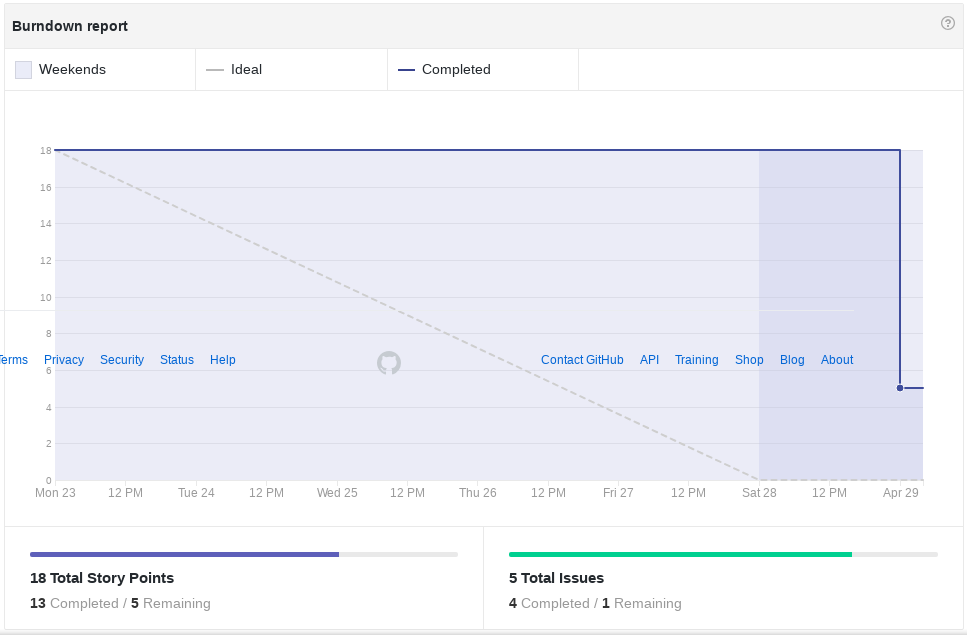 Burndown report
Weekends
Ideal
Completed
18
16
14
12
10
8
Terms Privacy Security Status Help Contact GitHub API Training Shop Blog About
6
4
2
0
Mon 23 12 PM Tue 24 12 PM Wed 25 12 PM Thu 26 12 PM Fri 27 12 PM Sat 28 12 PM Apr 29
18 Total Story Points
13 Completed / 5 Remaining
5 Total Issues
4 Completed / 1 Remaining